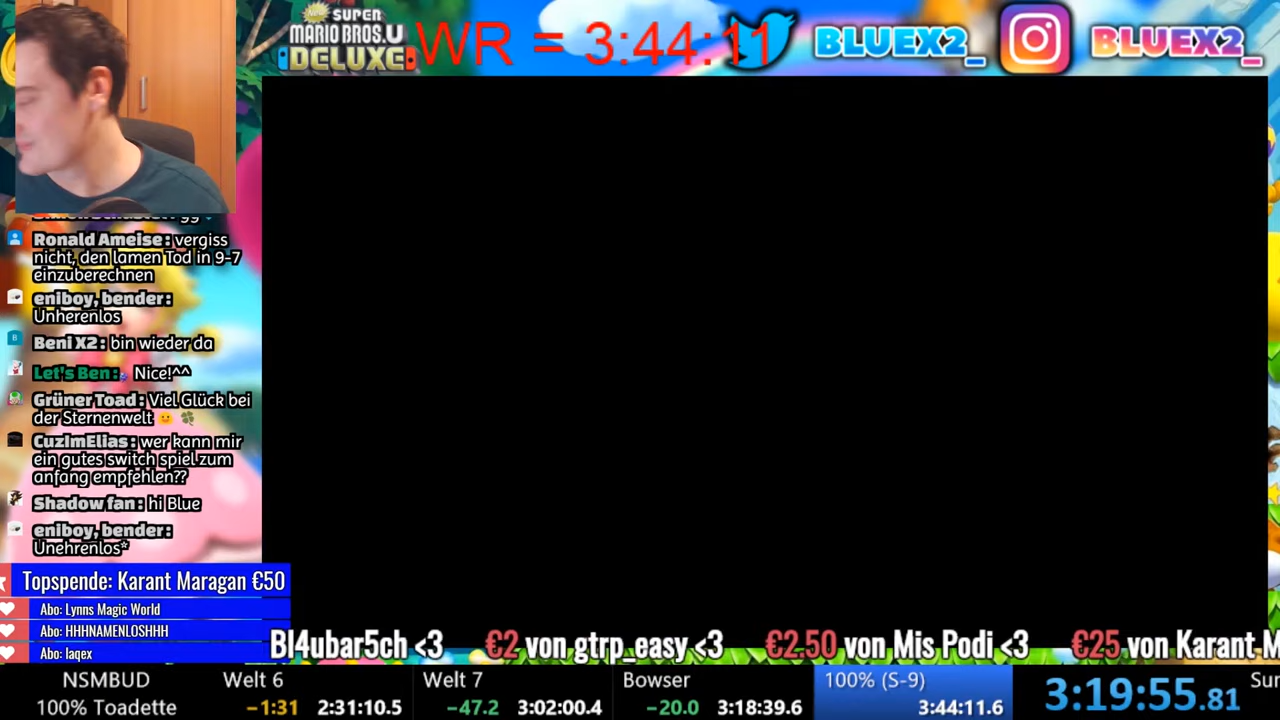 New
SUPER
MARIO BROS. U
DELUXE
WR = 3:44:11
BLUEX2_
BLUEX2_
Ronald Ameise: vergiss
nicht, den lamen Tod in 9-7
einzuberechnen
eniboy, bender:
Unherenlos
Beni X2: bin wieder da
Let's Ben: Nice!^^
Grüner Toad: Viel Glück bei
der Sternenwelt
CuzImElias: wer kann mir
ein gutes switch spiel zum
anfang empfehlen??
Shadow fan: hi Blue
eniboy, bender:
Unehrenlos*
Topspende: Karant Maragan €50
Abo: Lynns Magic World
Abo: HHHNAMENLOSHHH
Abo: laqex
Bl4ubar5ch <3 €2 von gtrp_easy <3 €2.50 von Mis Podi <3 €25 von Karant M
NSMBUD Welt 6 Welt 7 Bowser 100% (S-9) Sur
100% Toadette -1:31 2:31:10.5 -47.2 3:02:00.4 -20.0 3:18:39.6 3:44:11.6
3:19:55.81